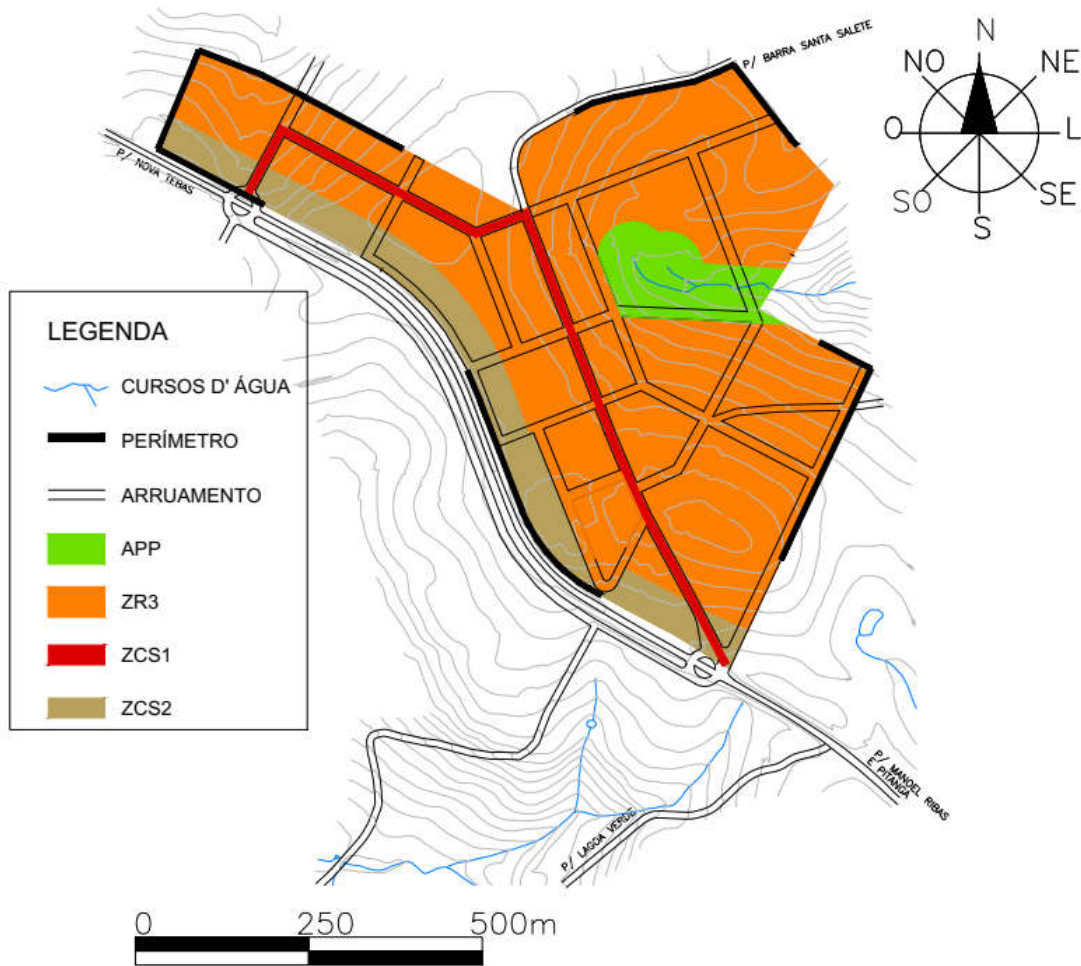 P/ BARRA SANTA SALETE
N
NO
NE
O
L
SO
SE
S
P/ NOVA TEBAS
LEGENDA
CURSOS D' ÁGUA
PERÍMETRO
ARRUAMENTO
APP
ZR3
ZCS1
ZCS2
P/ MANOEL RIBAS
E PITANGA
P/ LAGOA VERDE
0 250 500m